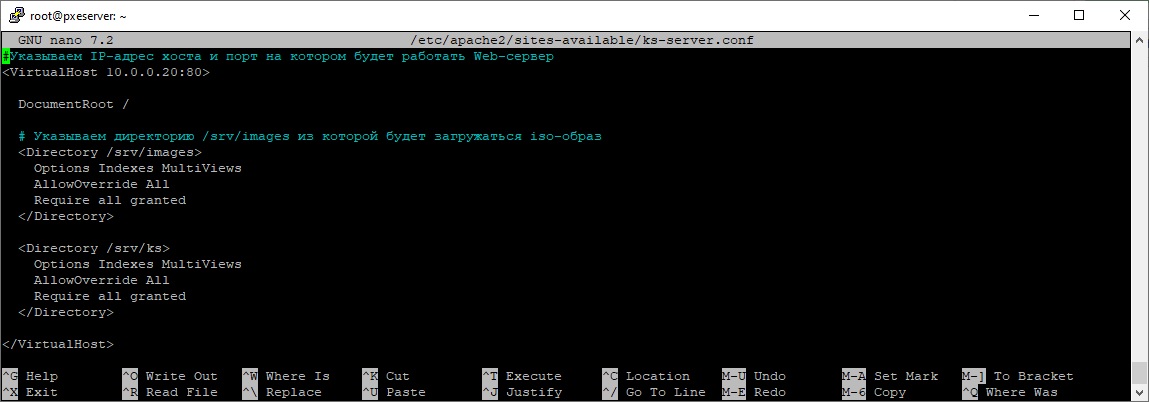 root@pxeserver: ~
GNU nano 7.2 /etc/apache2/sites-available/ks-server.conf
#Указываем IP-адрес хоста и порт на котором будет работать Web-сервер
<VirtualHost 10.0.0.20:80>
DocumentRoot /
# Указываем директорию /srv/images из которой будет загружаться iso-образ
<Directory /srv/images>
Options Indexes MultiViews
AllowOverride All
Require all granted
</Directory>
<Directory /srv/ks>
Options Indexes MultiViews
AllowOverride All
Require all granted
</Directory>
</VirtualHost>
^G Help ^O Write Out ^W Where Is ^K Cut ^T Execute ^C Location M-U Undo M-A Set Mark M-] To Bracket
^X Exit ^R Read File ^\ Replace ^U Paste ^J Justify ^/ Go To Line M-E Redo M-6 Copy ^Q Where Was